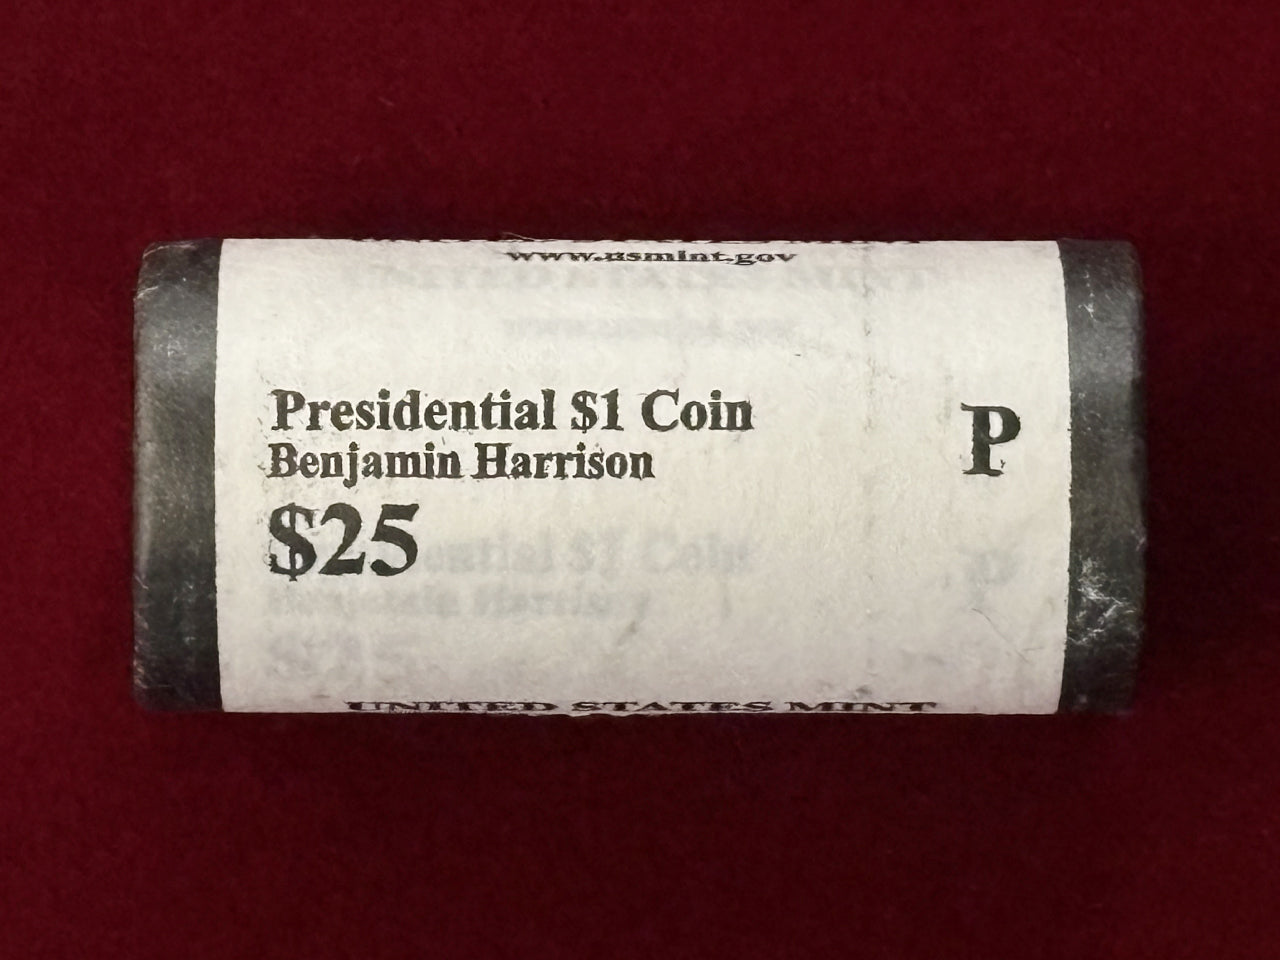 www.usmint.gov
Presidential $1 Coin
Benjamin Harrison
P
$25
UNITED STATES MINT